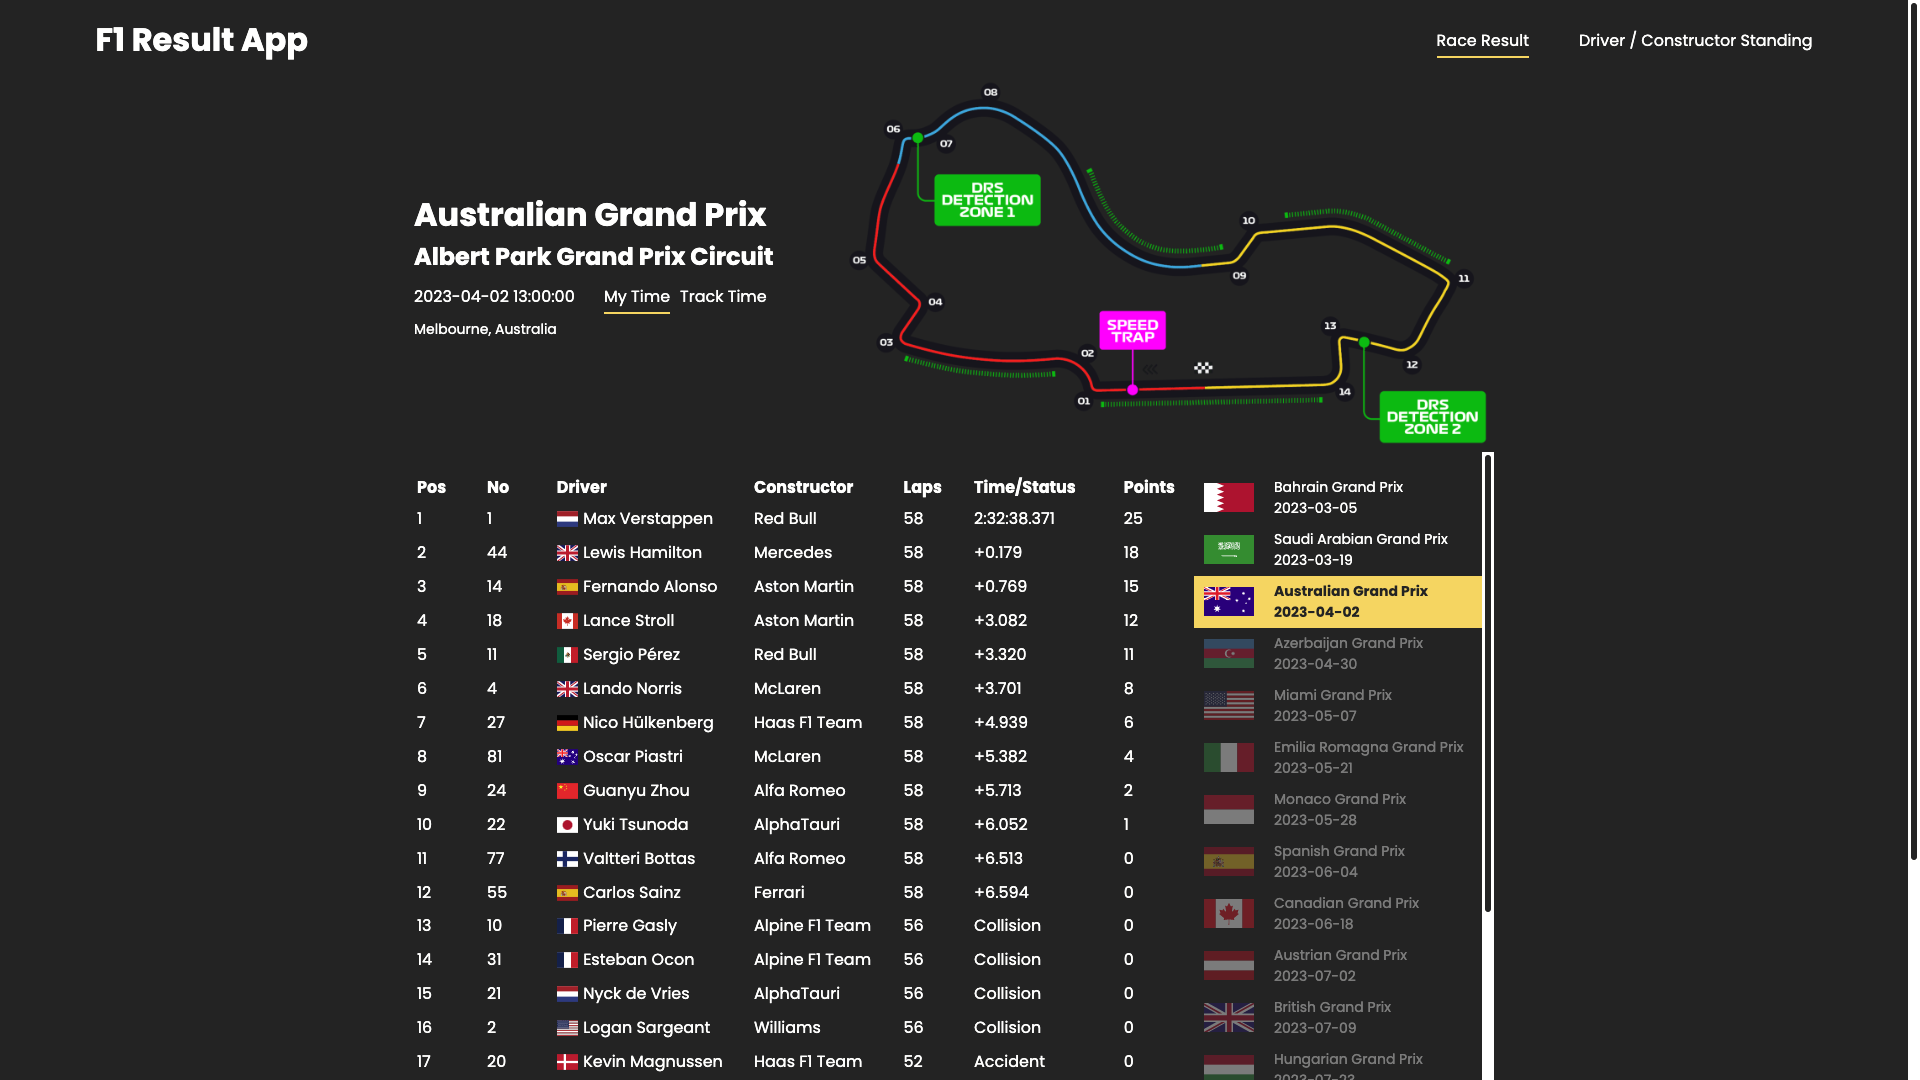 F1 Result App
Race Result
Driver / Constructor Standing
Australian Grand Prix
Albert Park Grand Prix Circuit
2023-04-02 13:00:00 My Time Track Time
Melbourne, Australia
08
06
07
DRS
DETECTION
ZONE 1
05
04
03
02
01
SPEED
TRAP
10
09
11
13
12
14
DRS
DETECTION
ZONE 2
Pos No Driver Constructor Laps Time/Status Points
1 1 Max Verstappen Red Bull 58 2:32:38.371 25
2 44 Lewis Hamilton Mercedes 58 +0.179 18
3 14 Fernando Alonso Aston Martin 58 +0.769 15
4 18 Lance Stroll Aston Martin 58 +3.082 12
5 11 Sergio Pérez Red Bull 58 +3.320 11
6 4 Lando Norris McLaren 58 +3.701 8
7 27 Nico Hülkenberg Haas F1 Team 58 +4.939 6
8 81 Oscar Piastri McLaren 58 +5.382 4
9 24 Guanyu Zhou Alfa Romeo 58 +5.713 2
10 22 Yuki Tsunoda AlphaTauri 58 +6.052 1
11 77 Valtteri Bottas Alfa Romeo 58 +6.513 0
12 55 Carlos Sainz Ferrari 58 +6.594 0
13 10 Pierre Gasly Alpine F1 Team 56 Collision 0
14 31 Esteban Ocon Alpine F1 Team 56 Collision 0
15 21 Nyck de Vries AlphaTauri 56 Collision 0
16 2 Logan Sargeant Williams 56 Collision 0
17 20 Kevin Magnussen Haas F1 Team 52 Accident 0
Bahrain Grand Prix
2023-03-05
Saudi Arabian Grand Prix
2023-03-19
Australian Grand Prix
2023-04-02
Azerbaijan Grand Prix
2023-04-30
Miami Grand Prix
2023-05-07
Emilia Romagna Grand Prix
2023-05-21
Monaco Grand Prix
2023-05-28
Spanish Grand Prix
2023-06-04
Canadian Grand Prix
2023-06-18
Austrian Grand Prix
2023-07-02
British Grand Prix
2023-07-09
Hungarian Grand Prix
2023-07-23